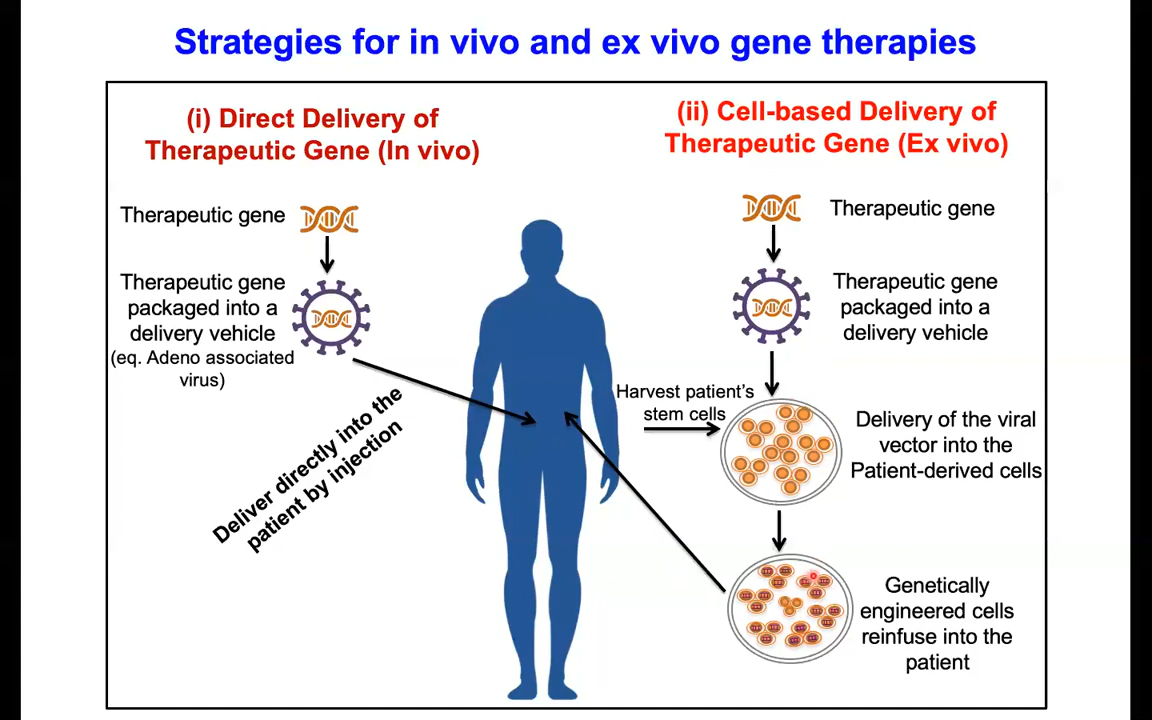 Strategies for in vivo and ex vivo gene therapies
(i) Direct Delivery of
Therapeutic Gene (In vivo)
Therapeutic gene
Therapeutic gene
packaged into a
delivery vehicle
(eq. Adeno associated
virus)
Deliver directly into the
patient by injection
(ii) Cell-based Delivery of
Therapeutic Gene (Ex vivo)
Therapeutic gene
Therapeutic gene
packaged into a
delivery vehicle
Harvest patient's
stem cells
Delivery of the viral
vector into the
Patient-derived cells
Genetically
engineered cells
reinfuse into the
patient